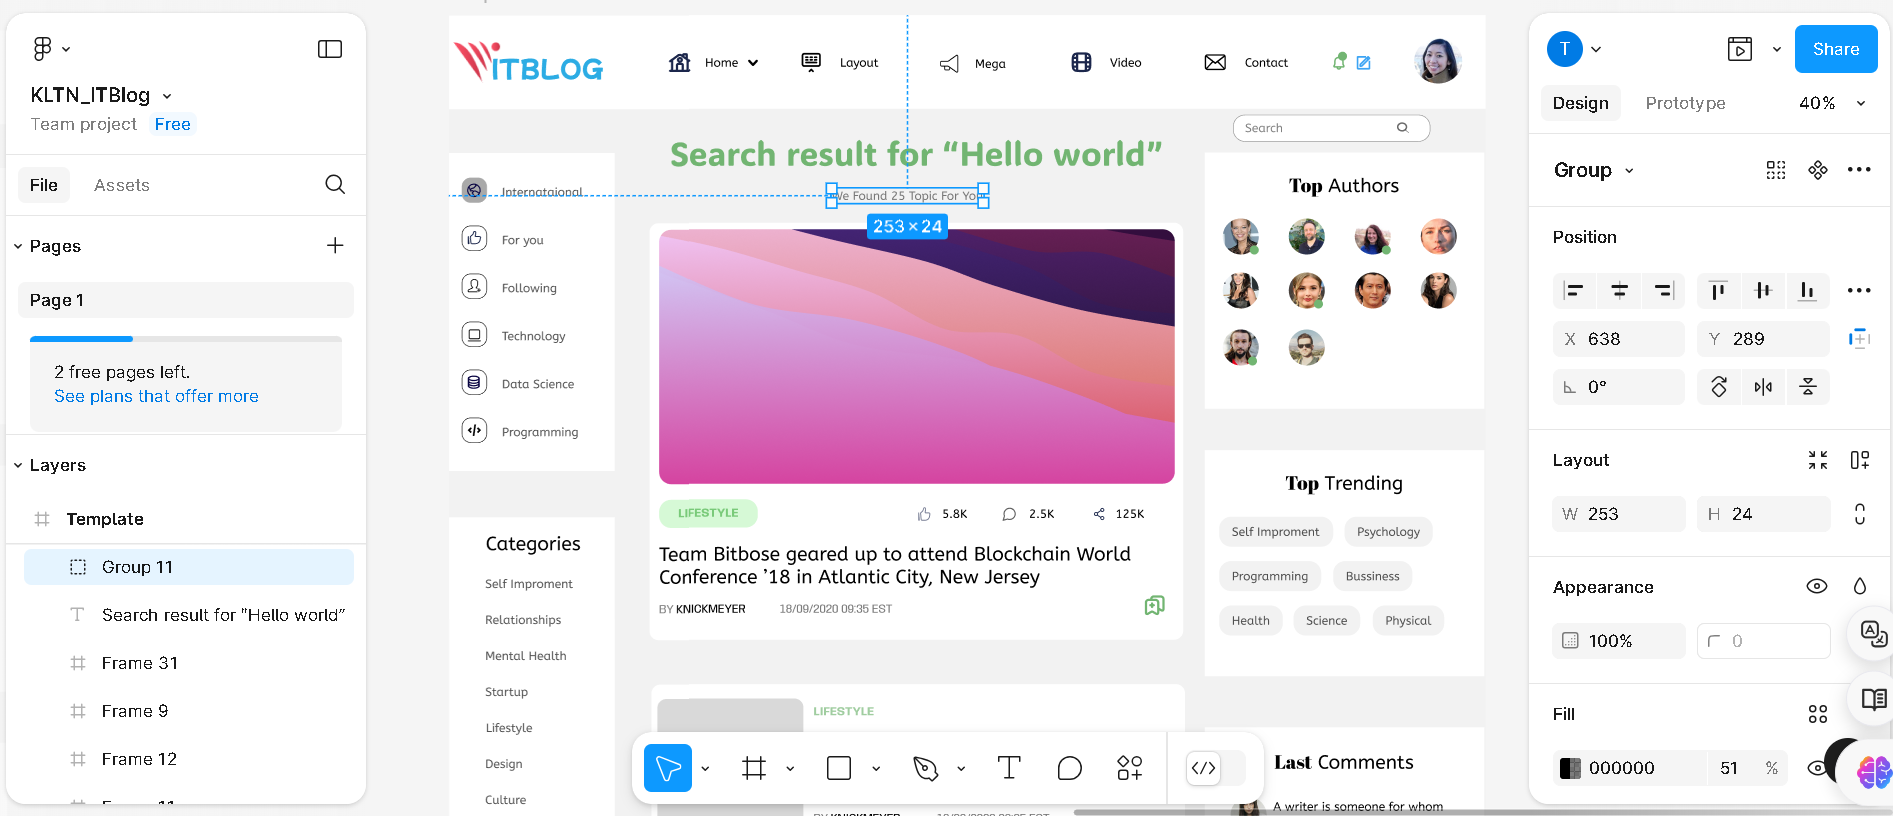 KLTN_ITBlog
Team project Free
File Assets
Pages
Page 1
2 free pages left.
See plans that offer more
Layers
Template
Group 11
Search result for "Hello world"
Frame 31
Frame 9
Frame 12
ITBLOG
Home
Layout
Mega
Video
Contact
Search result for “Hello world”
We Found 25 Topic For You
253 × 24
Search
Internataional
For you
Following
Technology
Data Science
Programming
Categories
Self Improment
Relationships
Mental Health
Startup
Lifestyle
Design
Culture
LIFESTYLE
5.8K
2.5K
125K
Team Bitbose geared up to attend Blockchain World
Conference ’18 in Atlantic City, New Jersey
BY KNICKMEYER
18/09/2020 09:35 EST
LIFESTYLE
Top Authors
Top Trending
Self Improment Psychology
Programming Bussiness
Health Science Physical
Last Comments
A writer is someone for whom
T
Share
Design Prototype 40%
Group
Position
X 638 Y 289
0°
Layout
W 253 H 24
Appearance
100% 0
Fill
000000 51 %